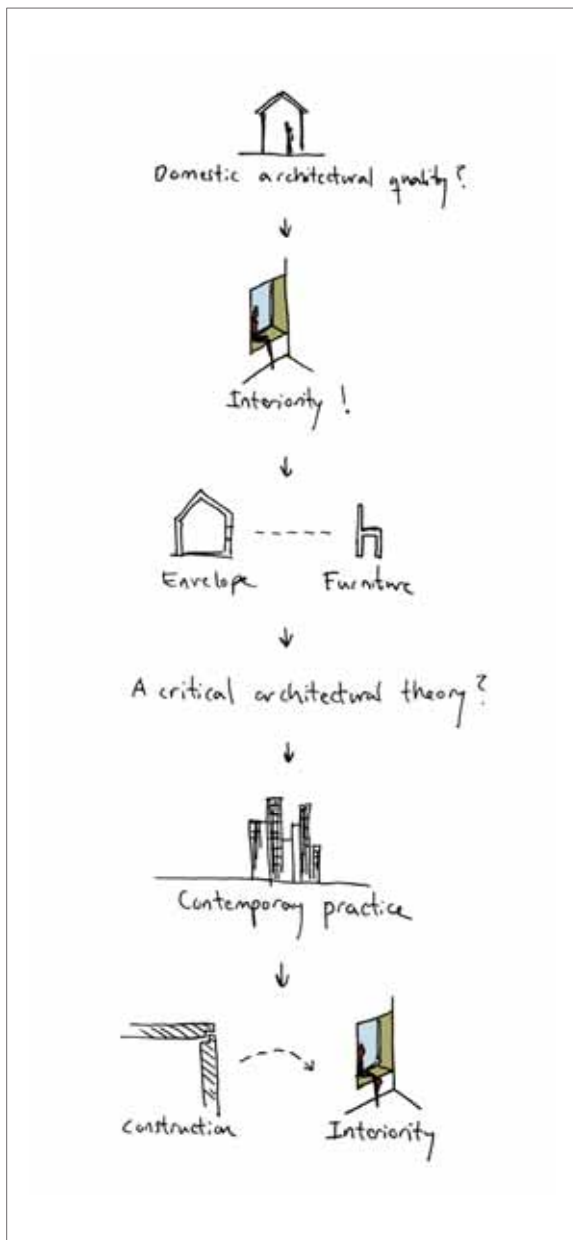 Domestic architectural quality?
Interiority !
Envelope Furniture
A critical architectural theory?
Contemporary practice
Construction Interiority